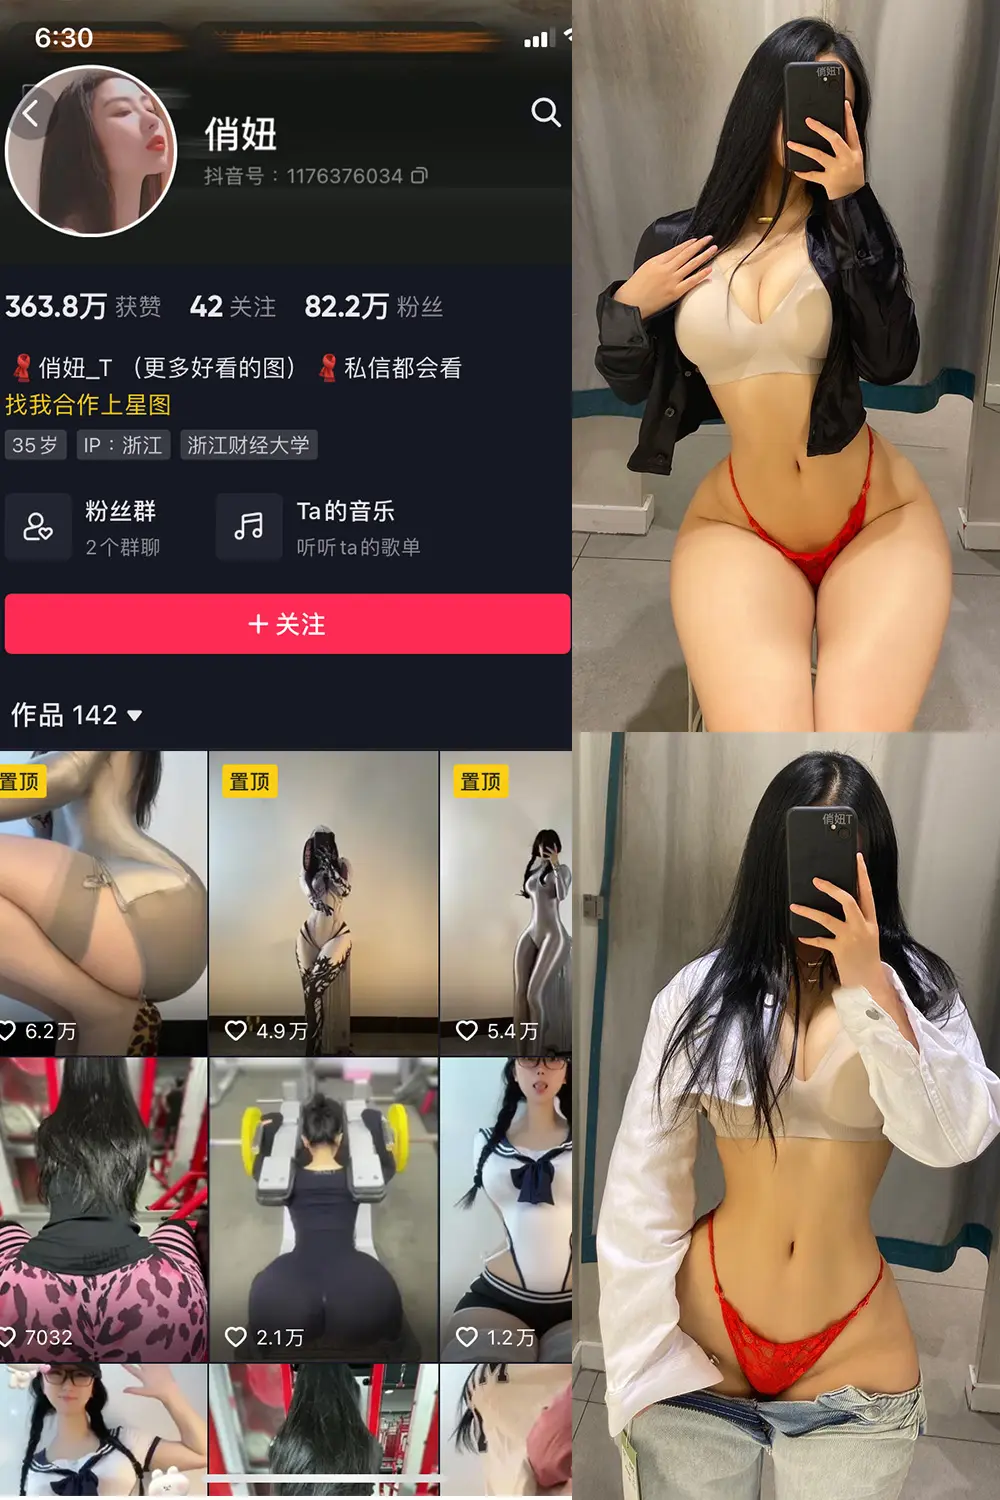 6:30
俏妞
抖音号：1176376034
363.8万 获赞 42 关注 82.2万 粉丝
俏妞_T （更多好看的图） 私信都会看
找我合作上星图
35岁 IP：浙江 浙江财经大学
粉丝群
2个群聊
Ta的音乐
听听ta的歌单
+ 关注
作品 142
置顶 置顶 置顶
6.2万 4.9万 5.4万
7032 2.1万 1.2万
俏妞T
俏妞T